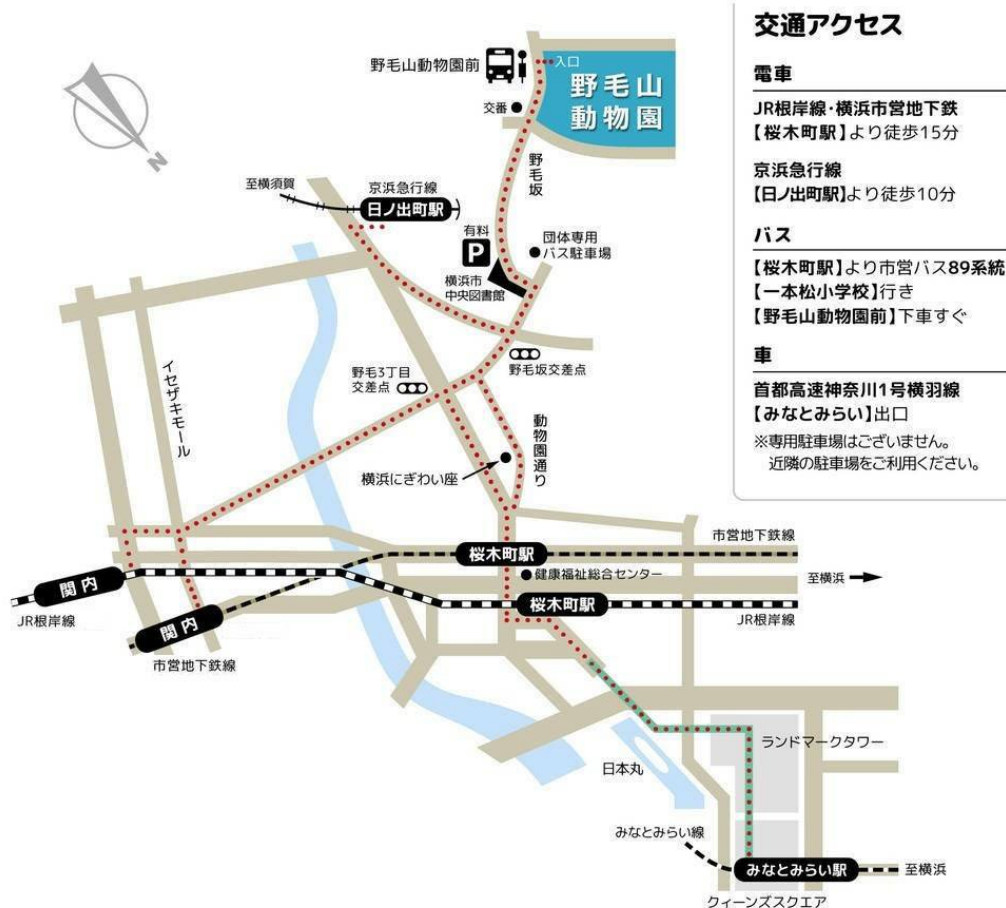 交通アクセス
電車
JR根岸線・横浜市営地下鉄
【桜木町駅】より徒歩15分
京浜急行線
【日ノ出町駅】より徒歩10分
バス
【桜木町駅】より市営バス89系統
【一本松小学校】行き
【野毛山動物園前】下車すぐ
車
首都高速神奈川1号横羽線
【みなとみらい】出口
※専用駐車場はございません。
近隣の駐車場をご利用ください。
野毛山動物園前
入口
野毛山
動物園
交番
N
野毛坂
至横須賀
京浜急行線
日ノ出町駅
有料
P
団体専用
バス駐車場
横浜市
中央図書館
野毛3丁目
交差点
野毛坂交差点
イセザキモール
動物園通り
横浜にぎわい座
市営地下鉄線
桜木町駅
健康福祉総合センター
至横浜
関内
桜木町駅
JR根岸線
JR根岸線
関内
市営地下鉄線
ランドマークタワー
日本丸
みなとみらい線
みなとみらい駅
至横浜
クィーンズスクエア